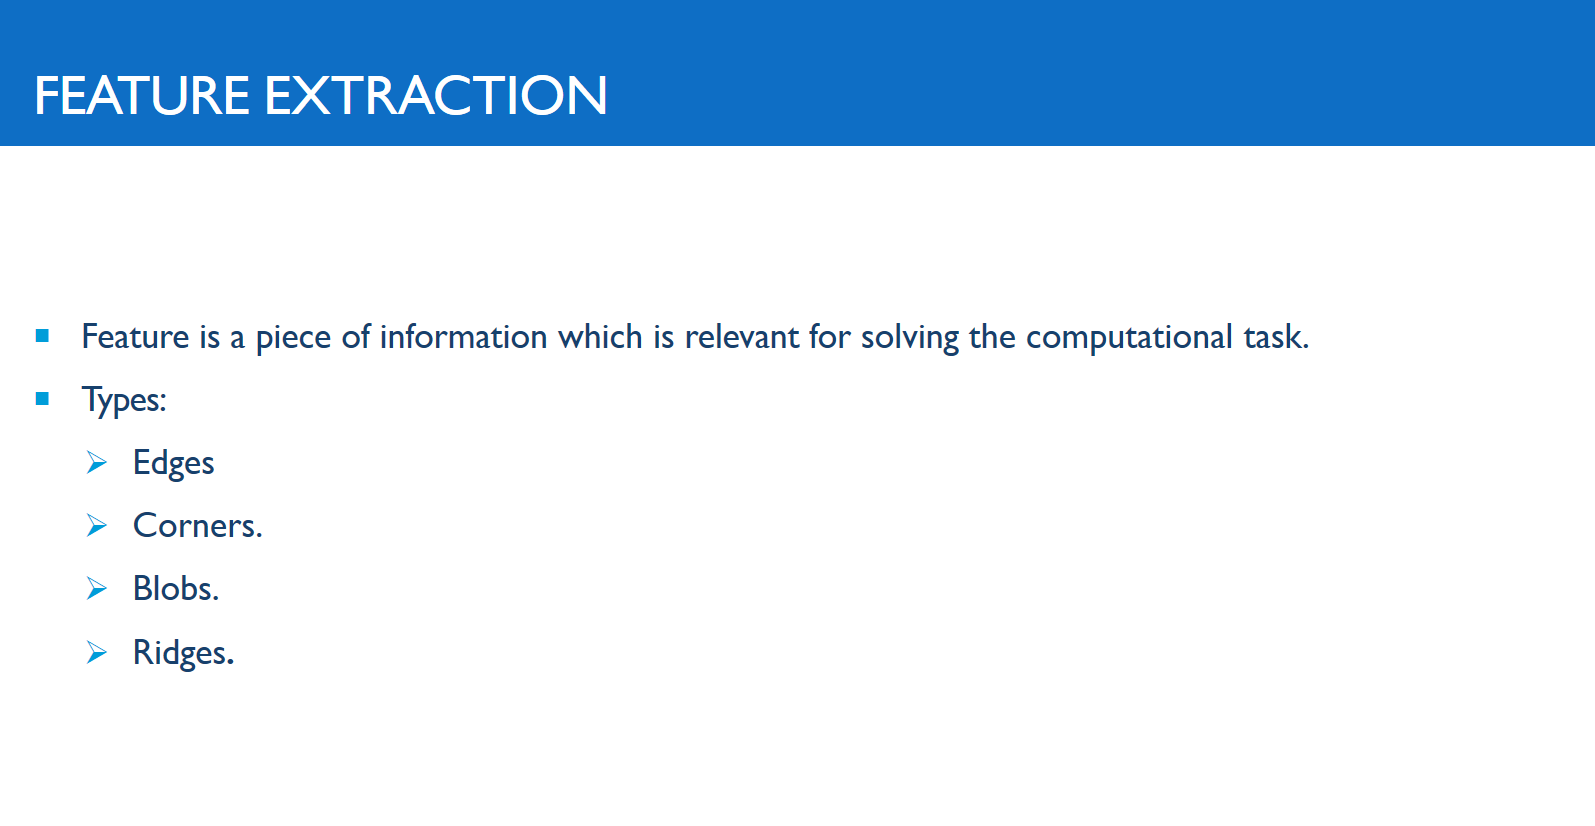 FEATURE EXTRACTION
Feature is a piece of information which is relevant for solving the computational task.
Types:
Edges
Corners.
Blobs.
Ridges.